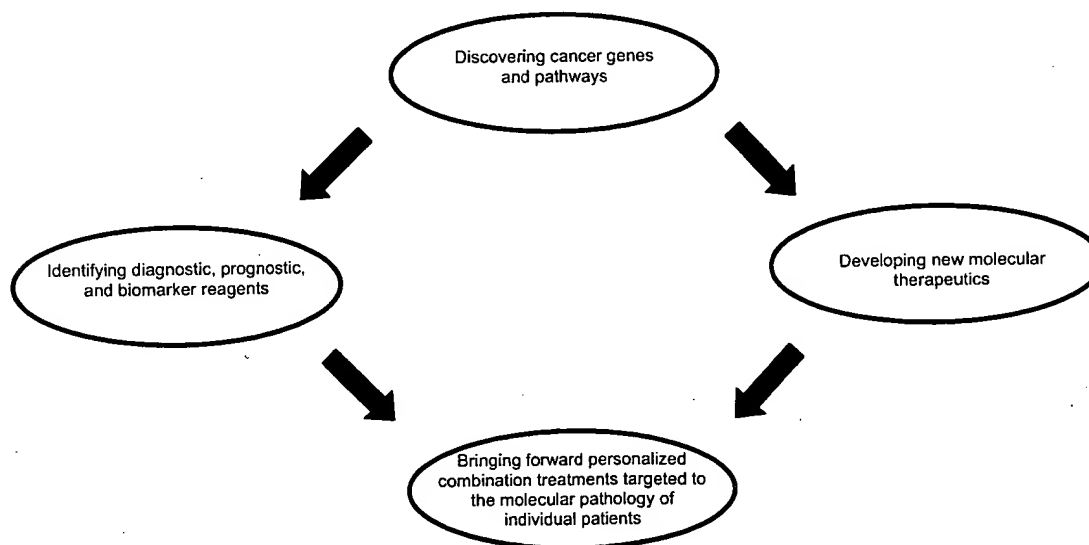 Discovering cancer genes
and pathways
Identifying diagnostic, prognostic,
and biomarker reagents
Developing new molecular
therapeutics
Bringing forward personalized
combination treatments targeted to
the molecular pathology of
individual patients